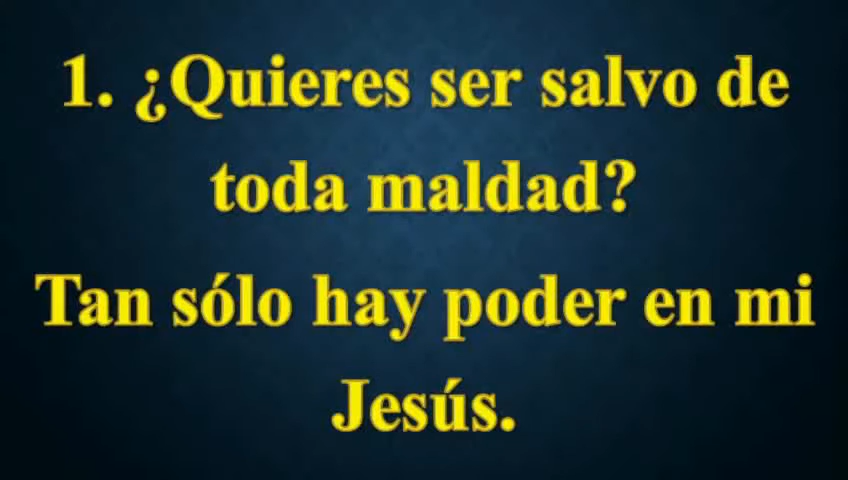 1. ¿Quieres ser salvo de
toda maldad?
Tan sólo hay poder en mi
Jesús.